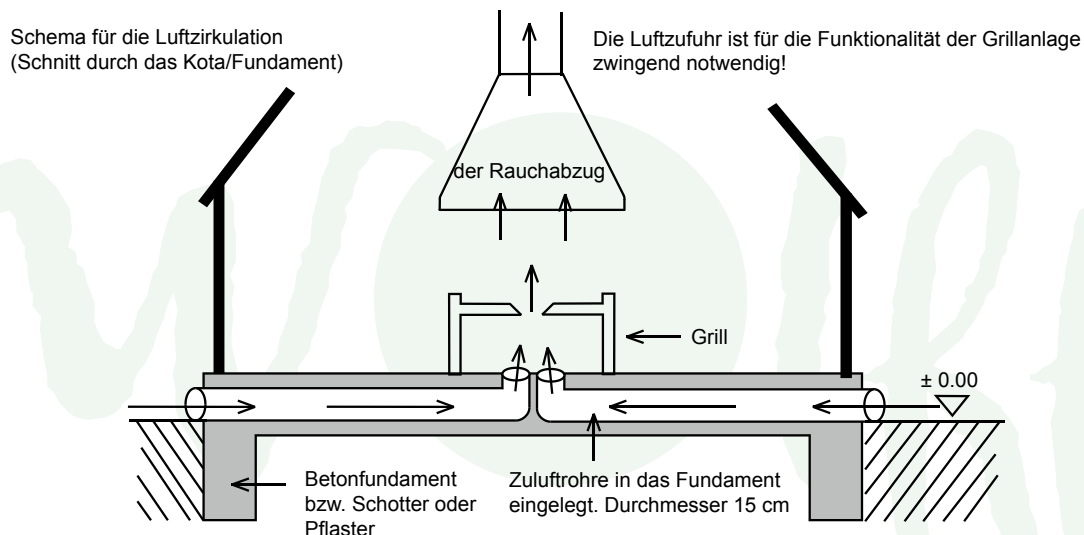 Schema für die Luftzirkulation
(Schnitt durch das Kota/Fundament)
Die Luftzufuhr ist für die Funktionalität der Grillanlage
zwingend notwendig!
der Rauchabzug
Grill
± 0.00
Betonfundament
bzw. Schotter oder
Pflaster
Zuluftrohre in das Fundament
eingelegt. Durchmesser 15 cm